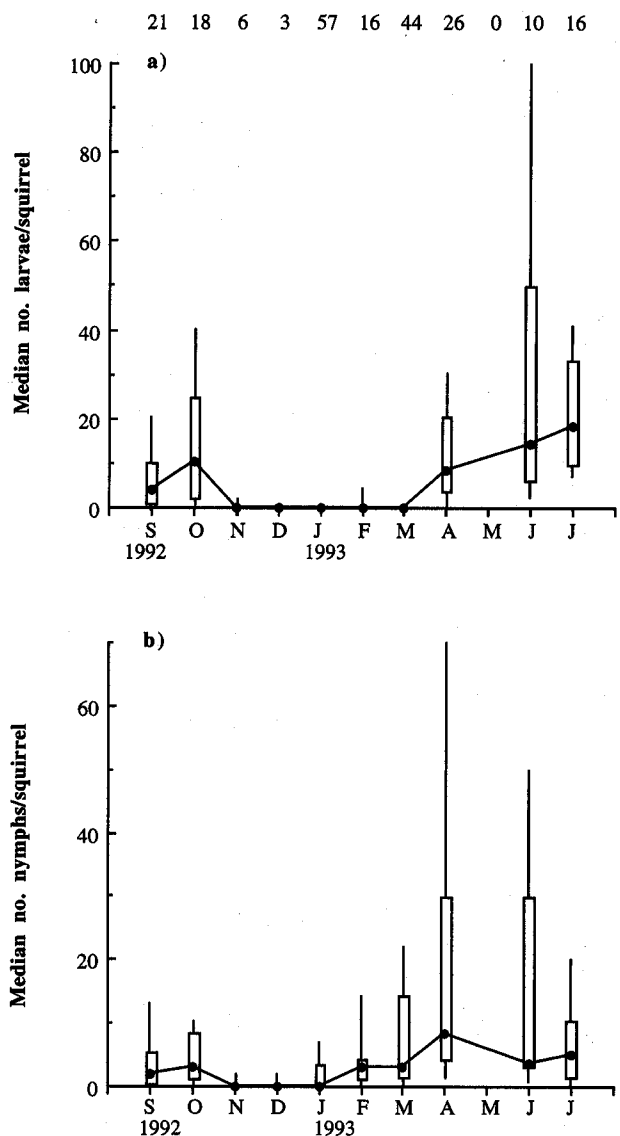 21 18 6 3 57 16 44 26 0 10 16
a)
100
80
60
40
20
0
Median no. larvae/squirrel
S O N D J F M A M J J
1992 1993
b)
60
40
20
0
Median no. nymphs/squirrel
S O N D J F M A M J J
1992 1993